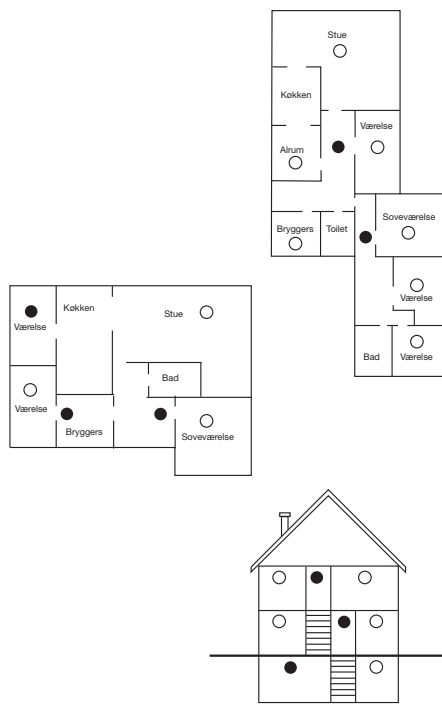 Stue
Køkken
Værelse
Alrum
Soveværelse
Bryggers
Toilet
Værelse
Bad
Værelse
Køkken
Værelse
Stue
Bad
Værelse
Bryggers
Soveværelse